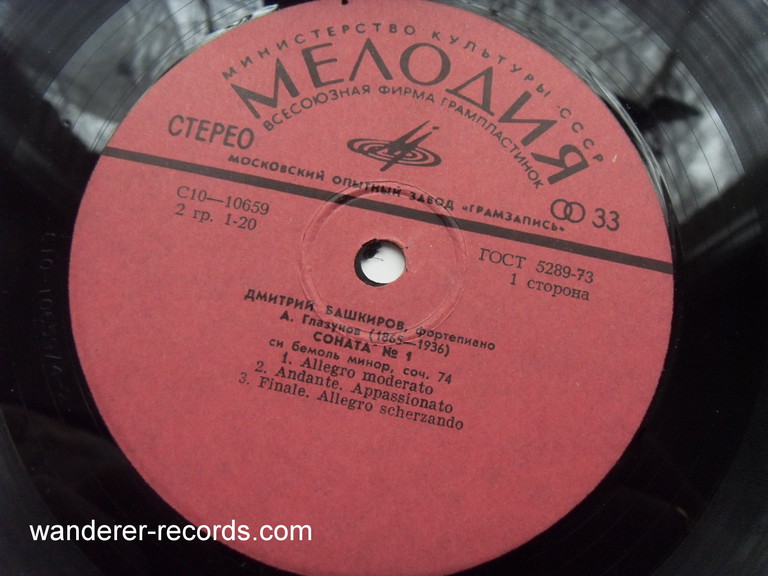 МИНИСТЕРСТВО КУЛЬТУРЫ СССР
МЕЛОДИЯ
ВСЕСОЮЗНАЯ ФИРМА ГРАМПЛАСТИНОК
СТЕРЕО
МОСКОВСКИЙ ОПЫТНЫЙ ЗАВОД «ГРАМЗАПИСЬ»
33
С10—10659
2 гр. 1-20
ГОСТ 5289-73
1 сторона
ДМИТРИЙ БАШКИРОВ, фортепиано
А. Глазунов (1865—1936)
СОНАТА № 1
си бемоль минор, соч. 74
1. Allegro moderato
2. Andante. Appassionato
3. Finale. Allegro scherzando
wanderer-records.com